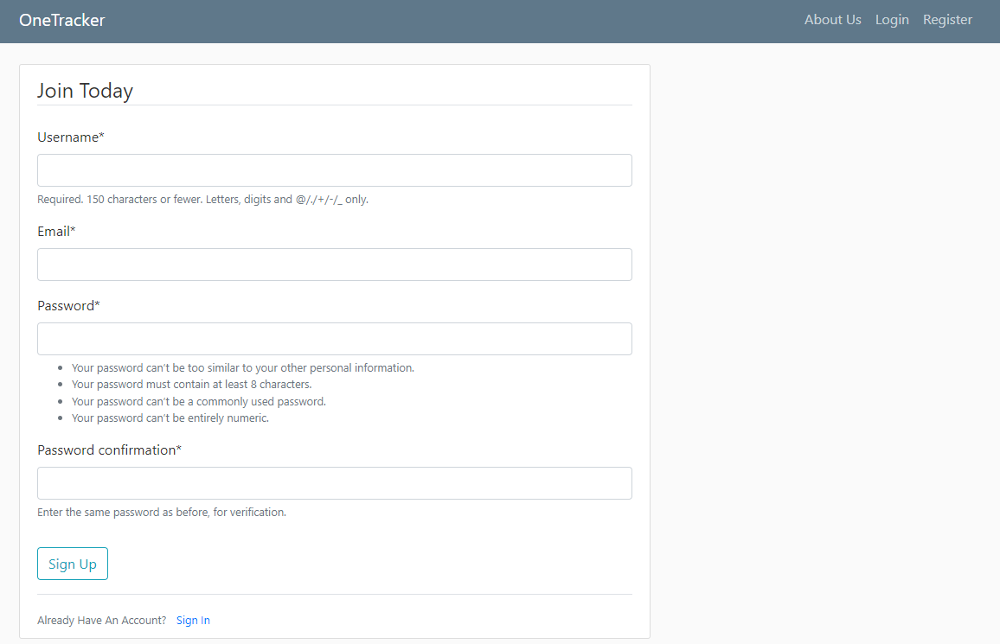 OneTracker
About Us Login Register
Join Today
Username*
Required. 150 characters or fewer. Letters, digits and @/./+/-/_ only.
Email*
Password*
• Your password can't be too similar to your other personal information.
• Your password must contain at least 8 characters.
• Your password can't be a commonly used password.
• Your password can't be entirely numeric.
Password confirmation*
Enter the same password as before, for verification.
Sign Up
Already Have An Account? Sign In